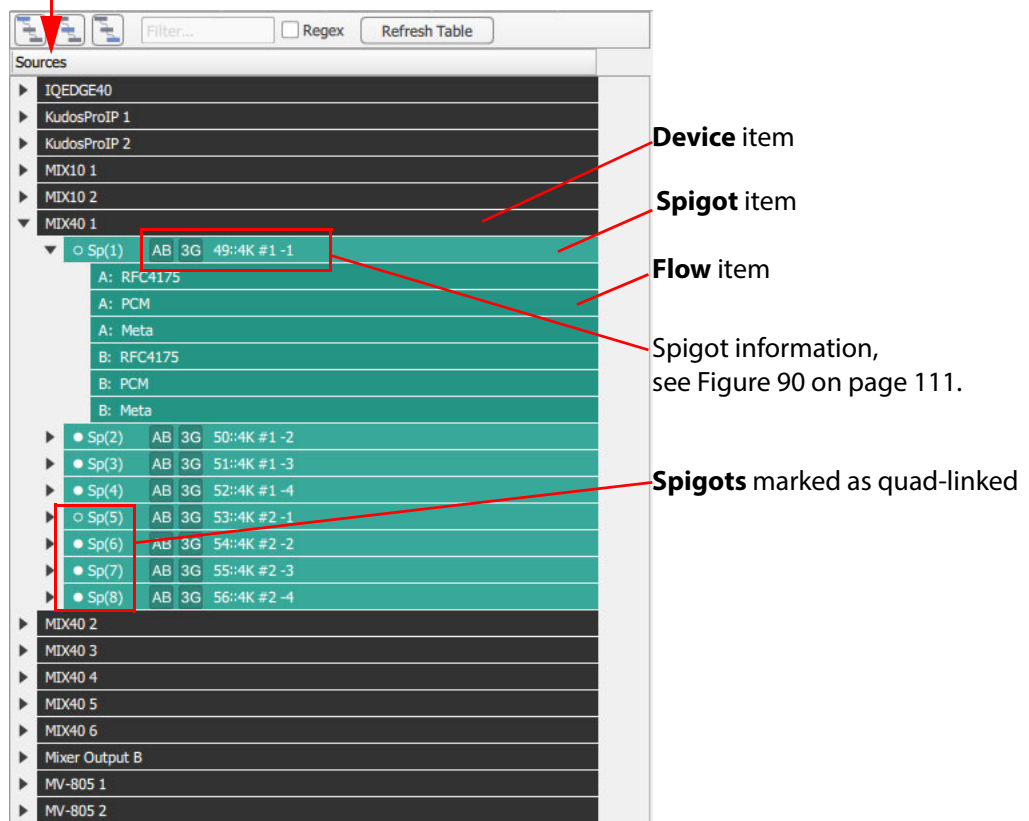 Filter... Regex Refresh Table
Sources
IQEDGE40
KudosProIP 1
KudosProIP 2
MIX10 1
MIX10 2
MIX40 1
Sp(1) AB 3G 49::4K #1 -1
A: RFC4175
A: PCM
A: Meta
B: RFC4175
B: PCM
B: Meta
Sp(2) AB 3G 50::4K #1 -2
Sp(3) AB 3G 51::4K #1 -3
Sp(4) AB 3G 52::4K #1 -4
Sp(5) AB 3G 53::4K #2 -1
Sp(6) AB 3G 54::4K #2 -2
Sp(7) AB 3G 55::4K #2 -3
Sp(8) AB 3G 56::4K #2 -4
MIX40 2
MIX40 3
MIX40 4
MIX40 5
MIX40 6
Mixer Output B
MV-805 1
MV-805 2
Device item
Spigot item
Flow item
Spigot information,
see Figure 90 on page 111.
Spigots marked as quad-linked